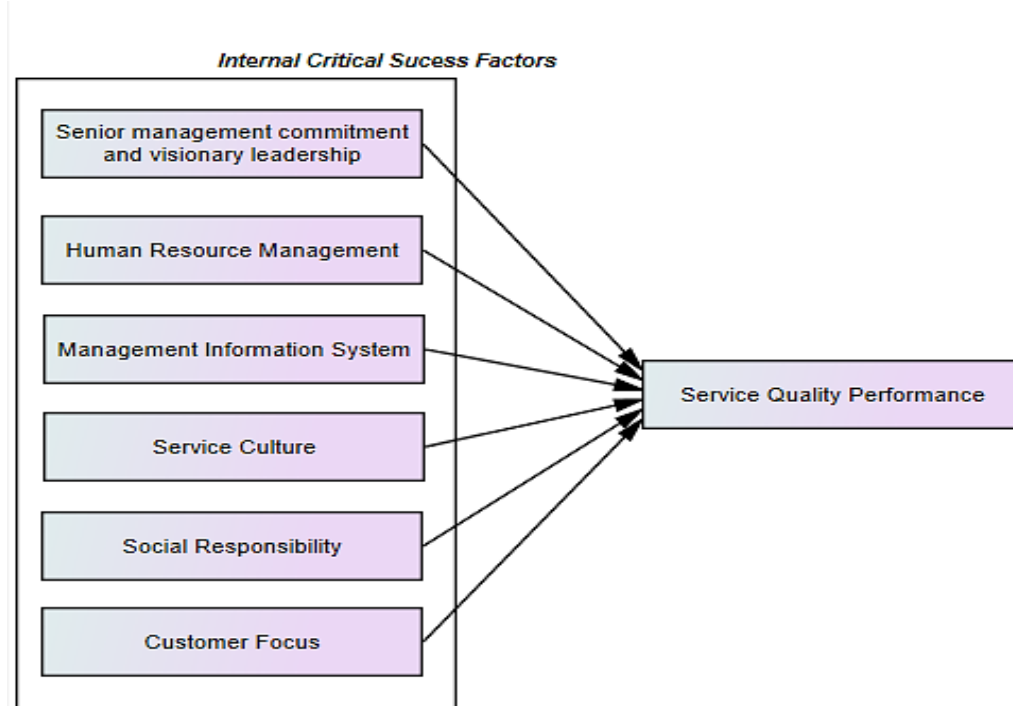 Internal Critical Sucess Factors
Senior management commitment
and visionary leadership
Human Resource Management
Management Information System
Service Culture
Social Responsibility
Customer Focus
Service Quality Performance